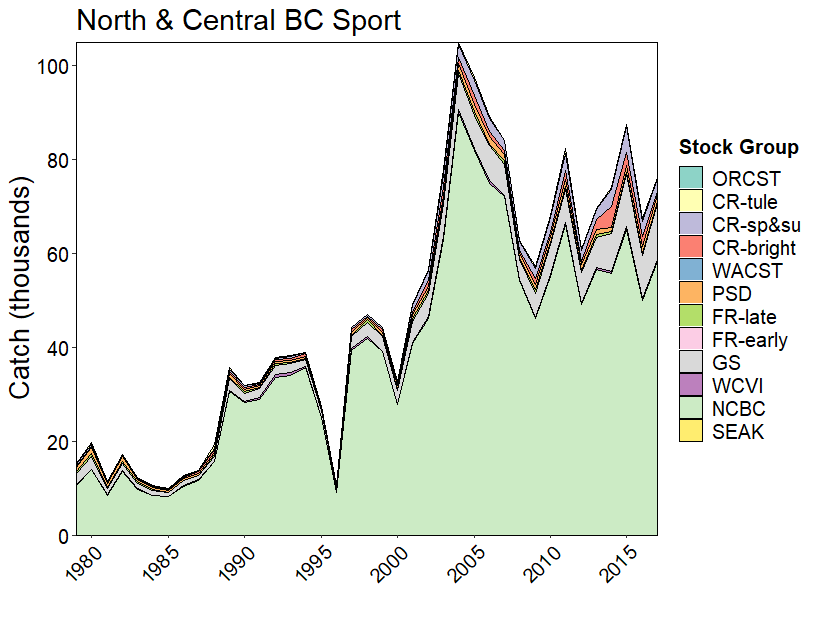 North & Central BC Sport
Catch (thousands)
100
80
60
40
20
0
1980
1985
1990
1995
2000
2005
2010
2015
Stock Group
ORCST
CR-tule
CR-sp&su
CR-bright
WACST
PSD
FR-late
FR-early
GS
WCVI
NCBC
SEAK